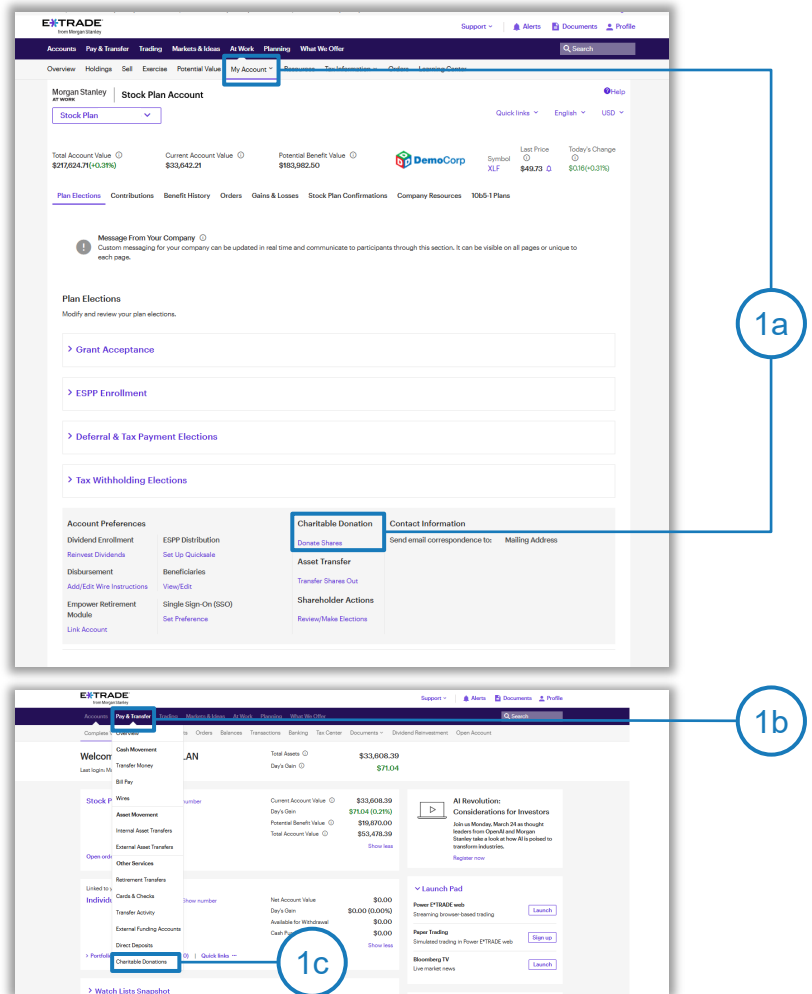 E*TRADE
from Morgan Stanley
Support
Alerts
Documents
Profile
Accounts Pay & Transfer Trading Markets & Ideas At Work Planning What We Offer
Search
Overview Holdings Sell Exercise Potential Value My Account Resources Tax Information Orders Learning Center
Morgan Stanley
AT WORK
Stock Plan Account
Help
Stock Plan
Quick links English USD
Total Account Value
$217,624.71(+0.31%)
Current Account Value
$33,642.21
Potential Benefit Value
$183,982.50
DemoCorp
Symbol
XLF
Last Price
$49.73
Today's Change
$0.16(+0.31%)
Plan Elections Contributions Benefit History Orders Gains & Losses Stock Plan Confirmations Company Resources 10b5-1 Plans
Message From Your Company
Custom messaging for your company can be updated in real time and communicate to participants through this section. It can be visible on all pages or unique to
each page.
Plan Elections
Modify and review your plan elections.
Grant Acceptance
ESPP Enrollment
Deferral & Tax Payment Elections
Tax Withholding Elections
Account Preferences
Dividend Enrollment
Reinvest Dividends
Disbursement
Add/Edit Wire Instructions
Empower Retirement
Module
Link Account
ESPP Distribution
Set Up Quicksale
Beneficiaries
View/Edit
Single Sign-On (SSO)
Set Preference
Charitable Donation
Donate Shares
Asset Transfer
Transfer Shares Out
Shareholder Actions
Review/Make Elections
Contact Information
Send email correspondence to: Mailing Address
1a
E*TRADE
from Morgan Stanley
Support
Alerts
Documents
Profile
Accounts Pay & Transfer Trading Markets & Ideas At Work Planning What We Offer
Search
Complete Overview Orders Balances Transactions Banking Tax Center Documents Dividend Reinvestment Open Account
1b
Welcom LAN
Last login: M
Total Assets $33,608.39
Day's Gain $71.04
Cash Movement
Transfer Money
Bill Pay
Wires
Asset Movement
Internal Asset Transfers
External Asset Transfers
Other Services
Retirement Transfers
Cards & Checks
Transfer Activity
External Funding Accounts
Direct Deposits
Charitable Donations
Stock P number
Current Account Value $33,608.39
Day's Gain $71.04 (0.21%)
Potential Benefit Value $19,870.00
Total Account Value $53,478.39
Show less
Open orde
AI Revolution:
Considerations for Investors
Join us Monday, March 24 as thought
leaders from OpenAI and Morgan
Stanley take a look at how AI is poised to
transform industries.
Register now
Linked to y
Individu Show number
Net Account Value $0.00
Day's Gain $0.00 (0.00%)
Available for Withdrawal $0.00
Cash Pu $0.00
Show less
Portfolio 0) | Quick links
1c
Launch Pad
Power E*TRADE web
Streaming browser-based trading
Launch
Paper Trading
Simulated trading in Power E*TRADE web
Sign up
Bloomberg TV
Live market news
Launch
Watch Lists Snapshot